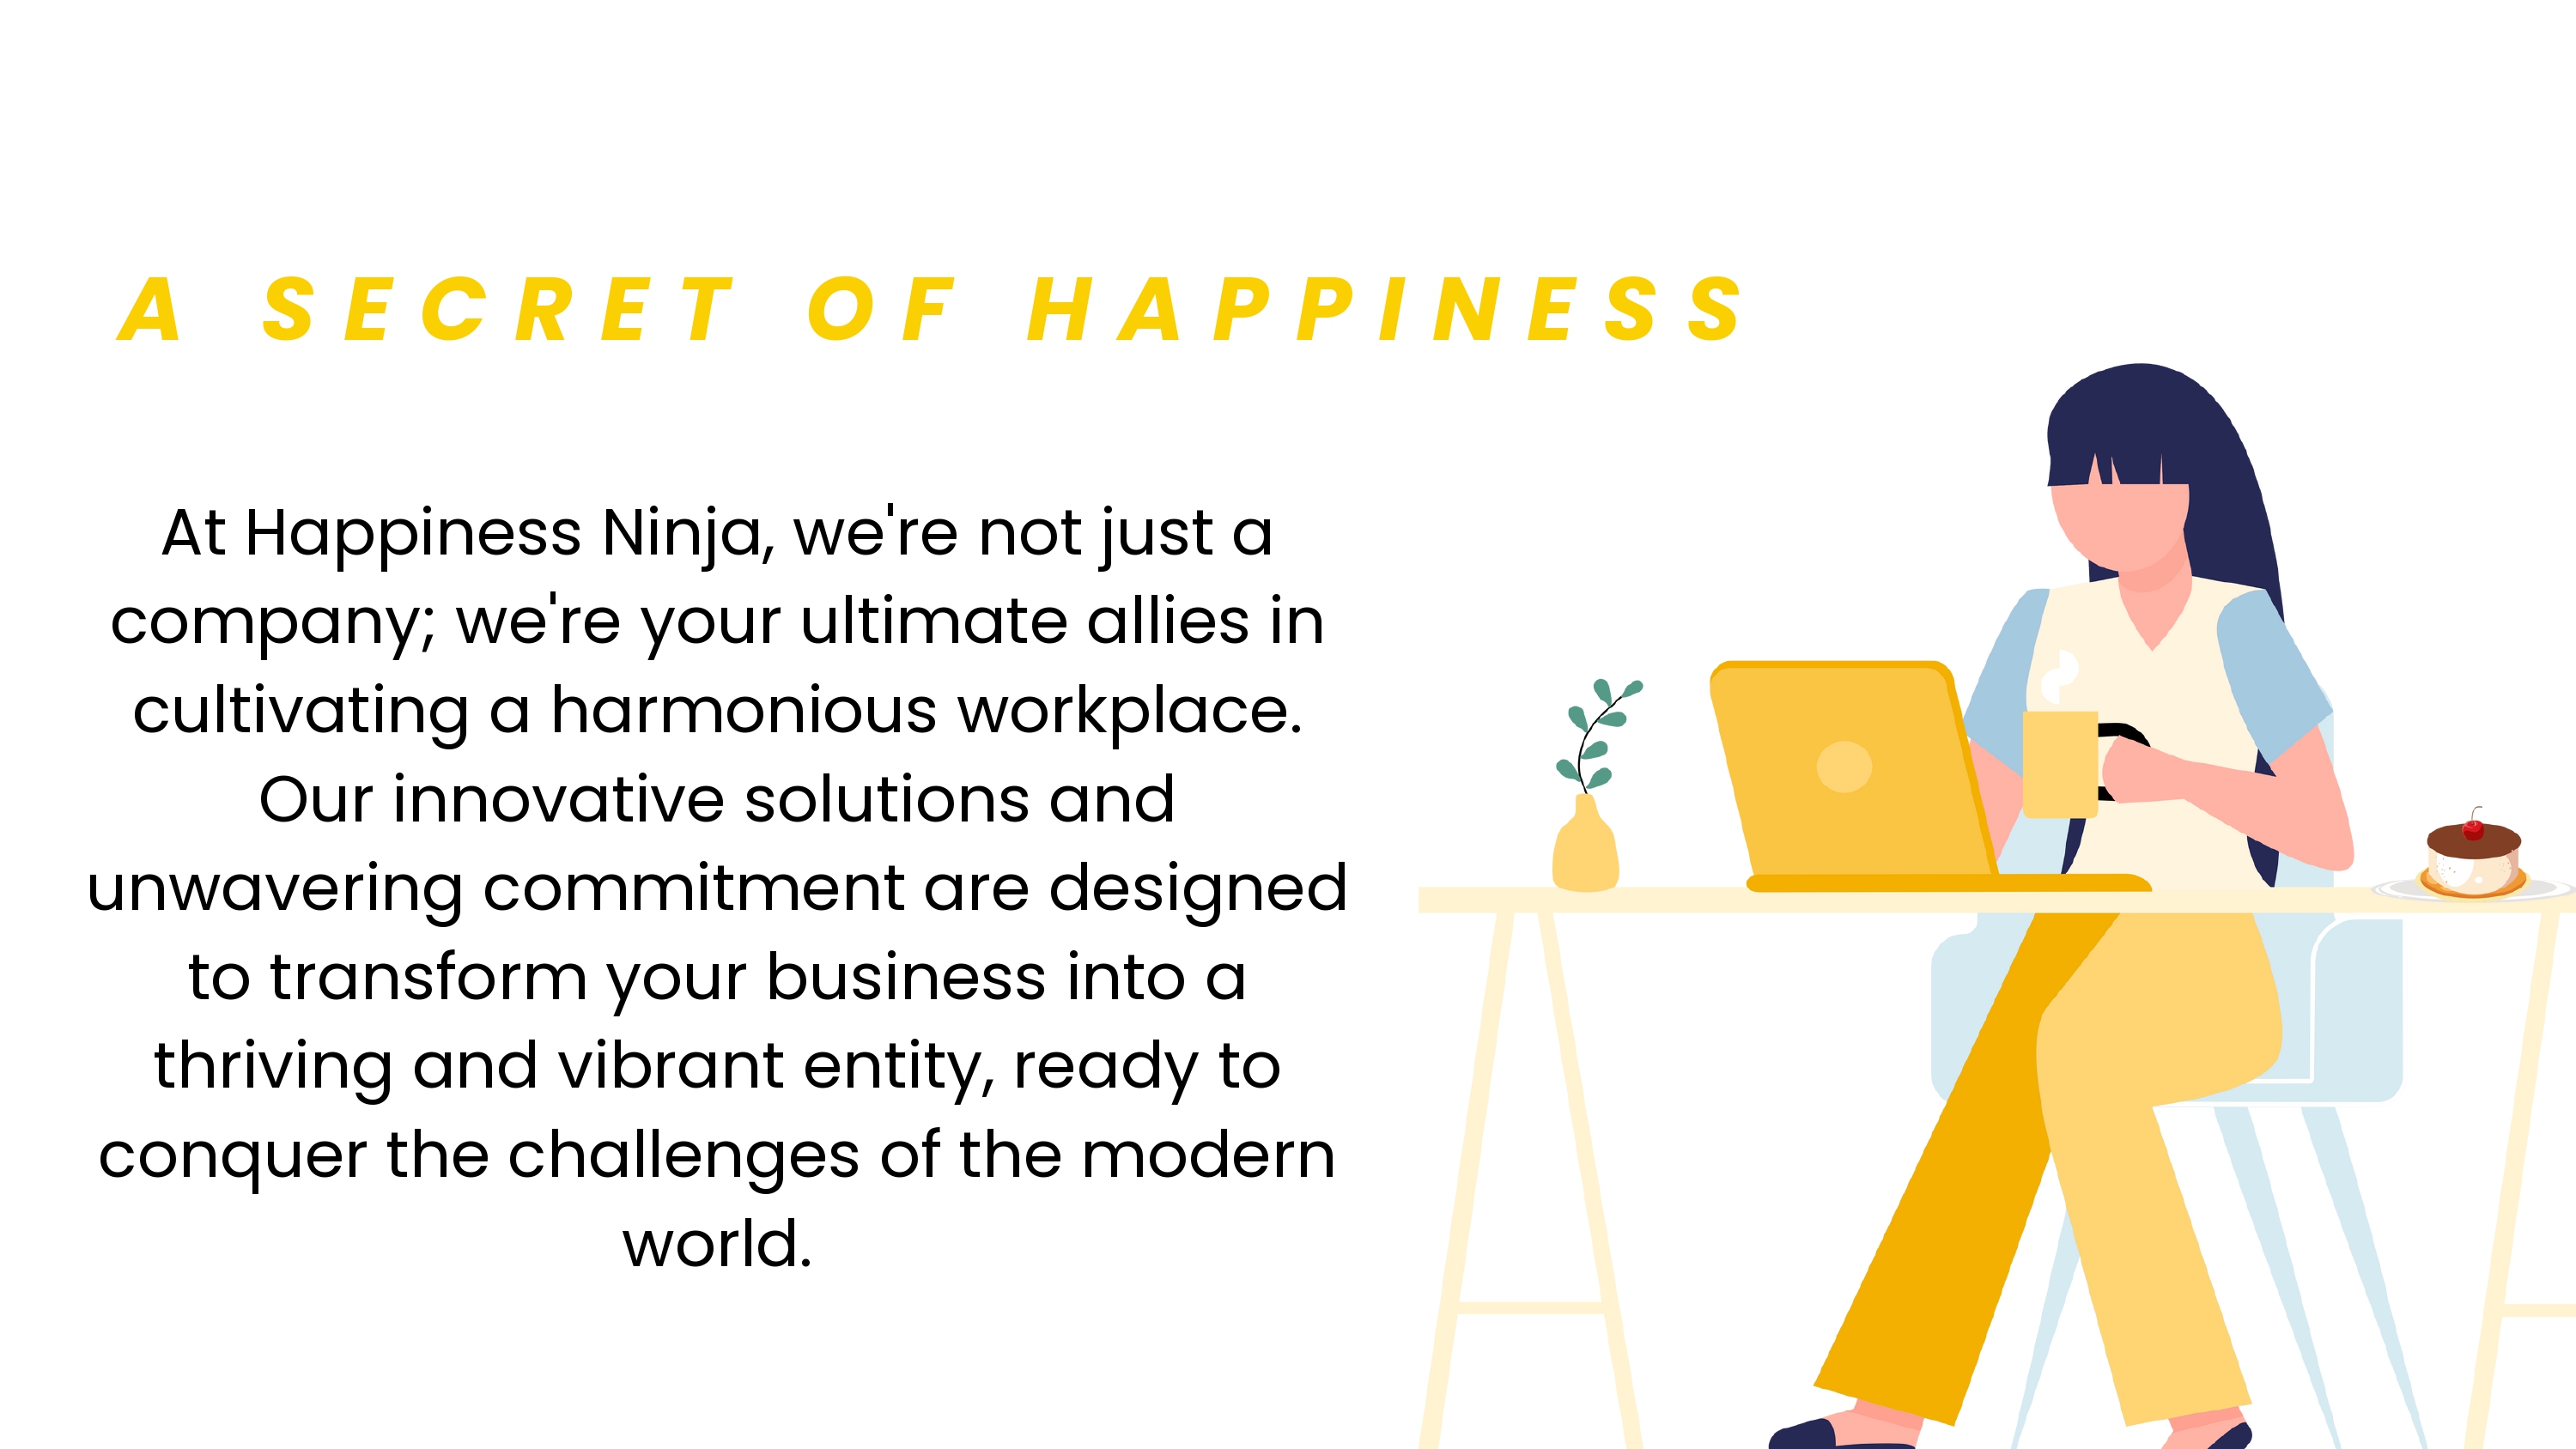 A SECRET OF HAPPINESS
At Happiness Ninja, we're not just a
company; we're your ultimate allies in
cultivating a harmonious workplace.
Our innovative solutions and
unwavering commitment are designed
to transform your business into a
thriving and vibrant entity, ready to
conquer the challenges of the modern
world.